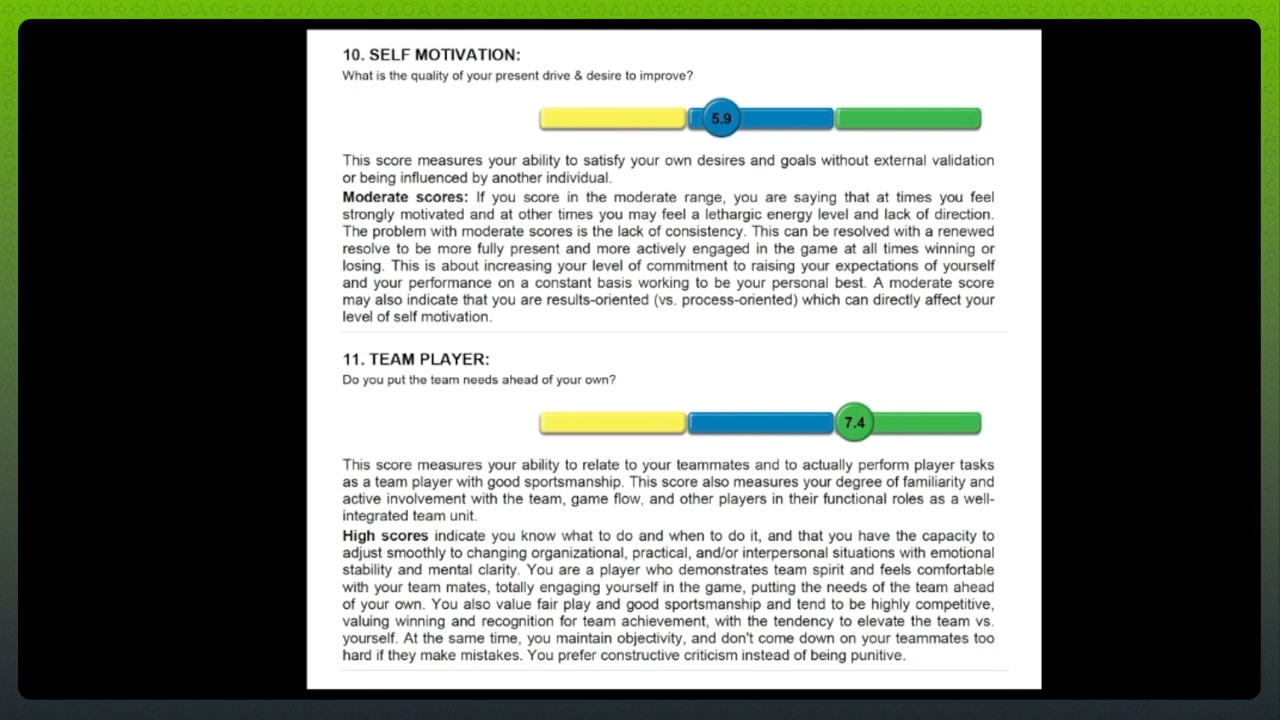 10. SELF MOTIVATION:
What is the quality of your present drive & desire to improve?
5.9
This score measures your ability to satisfy your own desires and goals without external validation
or being influenced by another individual.
Moderate scores: If you score in the moderate range, you are saying that at times you feel
strongly motivated and at other times you may feel a lethargic energy level and lack of direction.
The problem with moderate scores is the lack of consistency. This can be resolved with a renewed
resolve to be more fully present and more actively engaged in the game at all times winning or
losing. This is about increasing your level of commitment to raising your expectations of yourself
and your performance on a constant basis working to be your personal best. A moderate score
may also indicate that you are results-oriented (vs. process-oriented) which can directly affect your
level of self motivation.
11. TEAM PLAYER:
Do you put the team needs ahead of your own?
7.4
This score measures your ability to relate to your teammates and to actually perform player tasks
as a team player with good sportsmanship. This score also measures your degree of familiarity and
active involvement with the team, game flow, and other players in their functional roles as a well-
integrated team unit.
High scores indicate you know what to do and when to do it, and that you have the capacity to
adjust smoothly to changing organizational, practical, and/or interpersonal situations with emotional
stability and mental clarity. You are a player who demonstrates team spirit and feels comfortable
with your team mates, totally engaging yourself in the game, putting the needs of the team ahead
of your own. You also value fair play and good sportsmanship and tend to be highly competitive,
valuing winning and recognition for team achievement, with the tendency to elevate the team vs.
yourself. At the same time, you maintain objectivity, and don't come down on your teammates too
hard if they make mistakes. You prefer constructive criticism instead of being punitive.